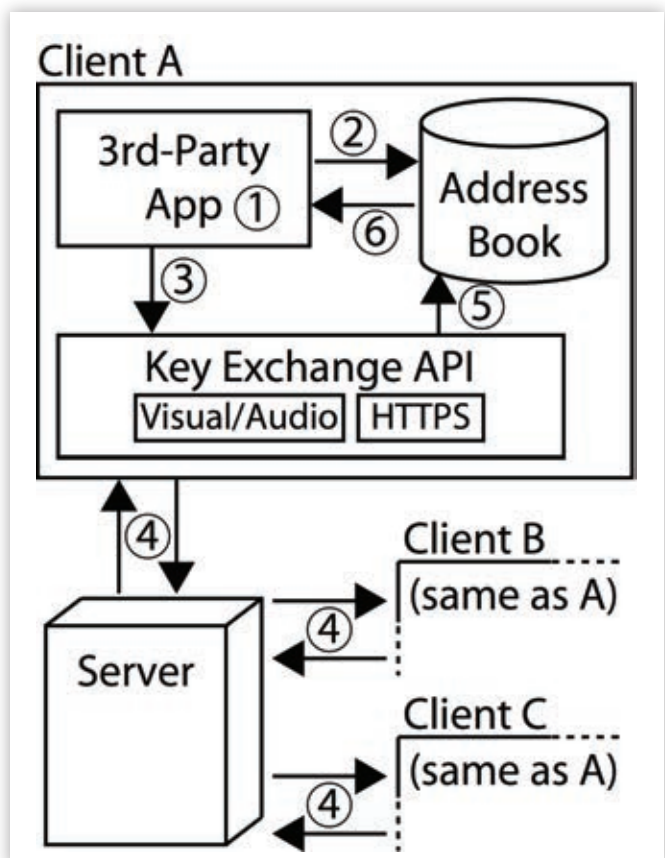 Client A
3rd-Party
App ①
②
⑥
Address
Book
③
⑤
Key Exchange API
Visual/Audio
HTTPS
④
Server
Client B
(same as A)
④
Client C
(same as A)
④